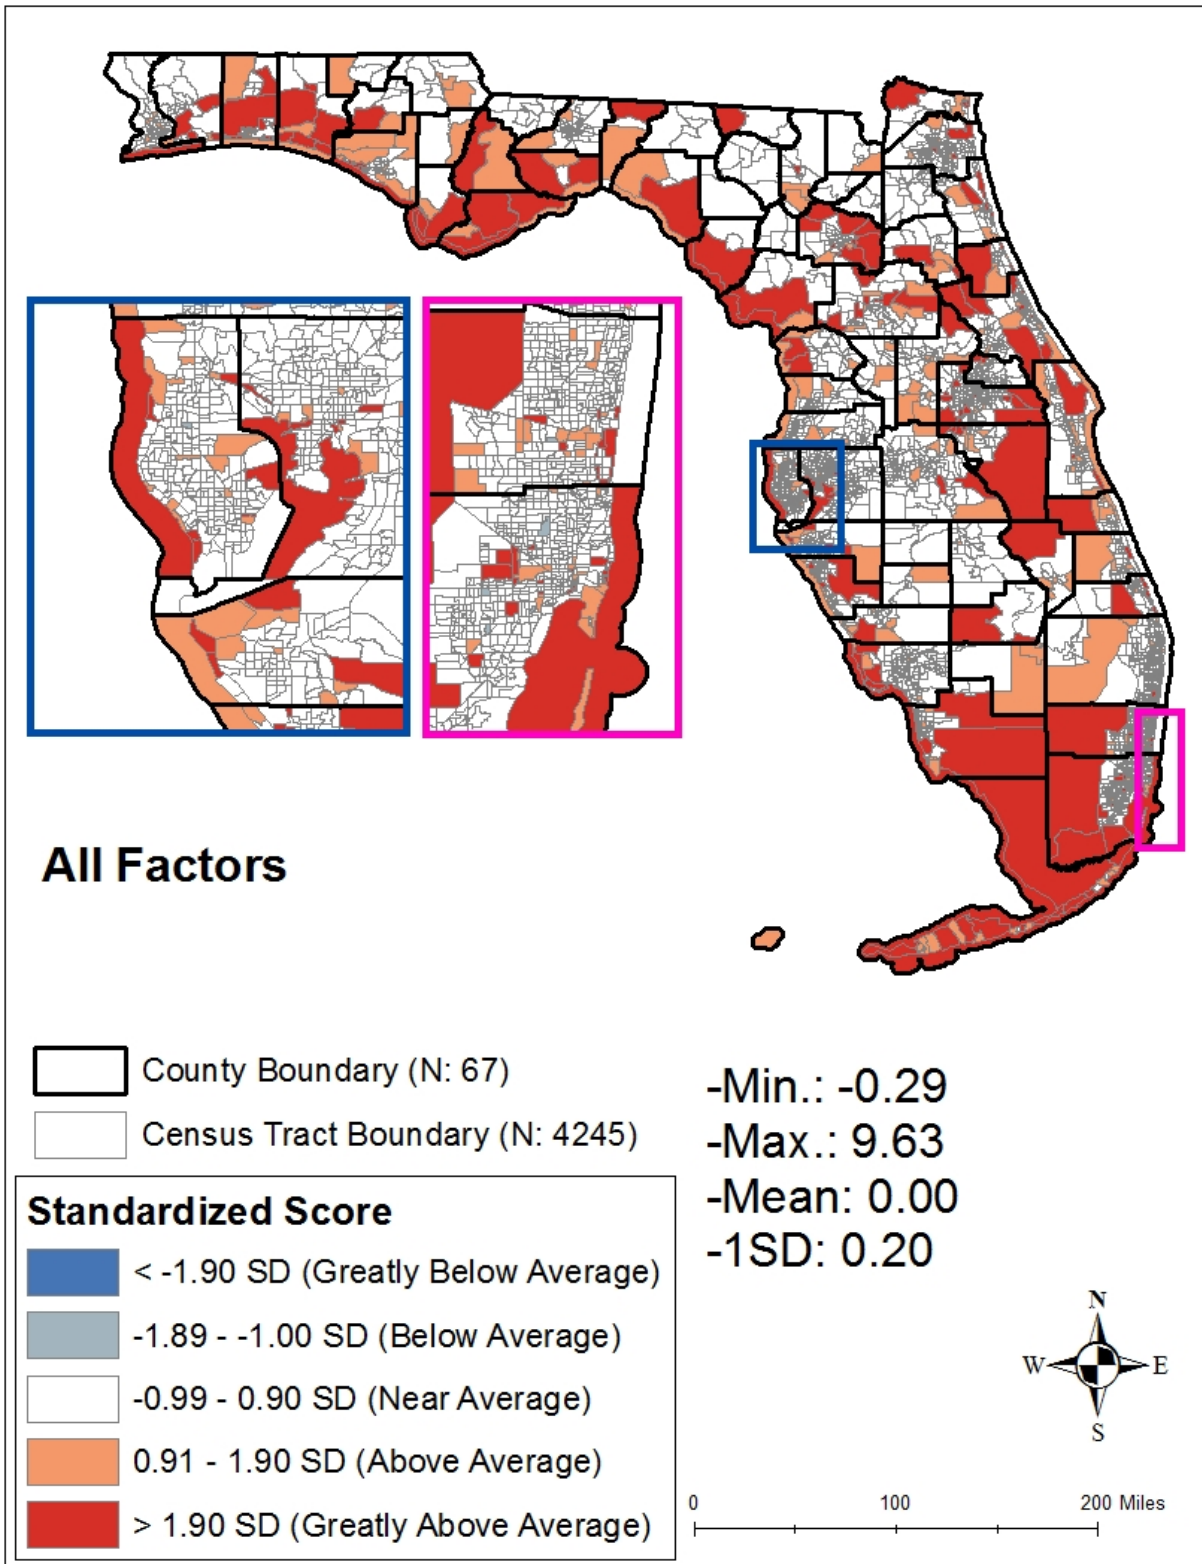 All Factors
County Boundary (N: 67)
Census Tract Boundary (N: 4245)
Standardized Score
< -1.90 SD (Greatly Below Average)
-1.89 - -1.00 SD (Below Average)
-0.99 - 0.90 SD (Near Average)
0.91 - 1.90 SD (Above Average)
> 1.90 SD (Greatly Above Average)
-Min.: -0.29
-Max.: 9.63
-Mean: 0.00
-1SD: 0.20
N
W E
S
0 100 200 Miles